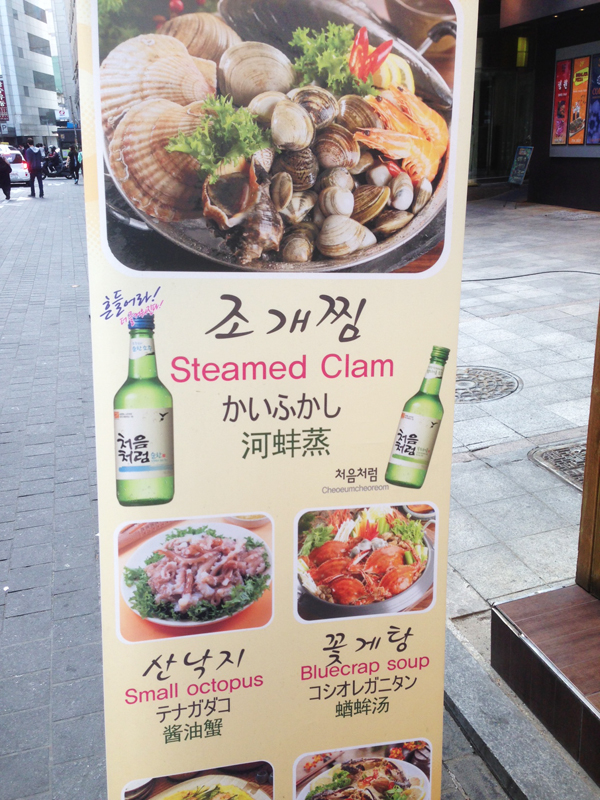 흔들어라!
조개찜
Steamed Clam
かいふかし
河蚌蒸
처음
처럼
처음
처럼
처음처럼
Cheoeumcheoreom
산낙지
Small octopus
テナガダコ
酱油蟹
꽃게탕
Bluecrap soup
コシオレガニタン
蝤蛑汤